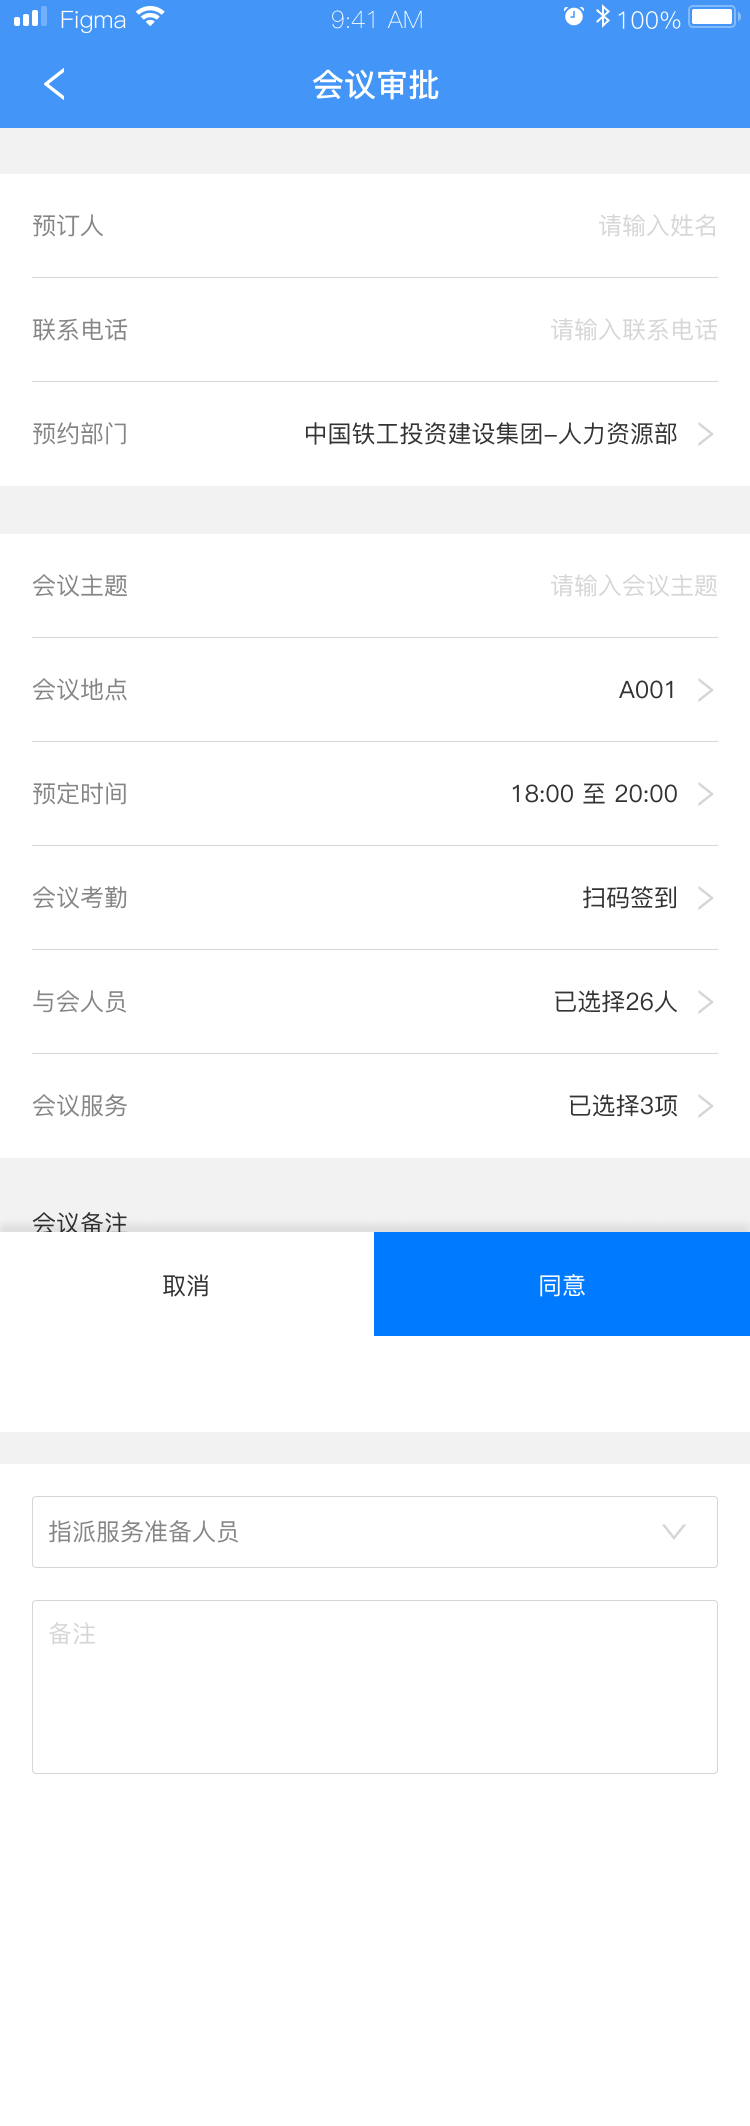 Figma 9:41 AM 100%
会议审批
预订人 请输入姓名
联系电话 请输入联系电话
预约部门 中国铁工投资建设集团-人力资源部
会议主题 请输入会议主题
会议地点 A001
预定时间 18:00 至 20:00
会议考勤 扫码签到
与会人员 已选择26人
会议服务 已选择3项
会议备注
取消 同意
指派服务准备人员
备注